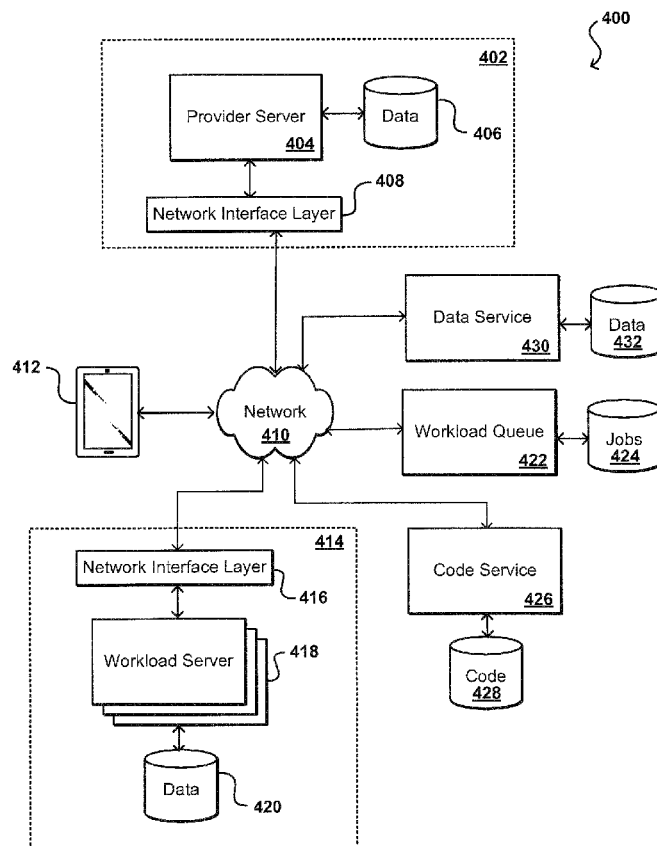 400
402
Provider Server
404
Data
406
408
Network Interface Layer
Data Service
430
Data
432
412
Network
410
Workload Queue
422
Jobs
424
414
Network Interface Layer
416
Code Service
426
Workload Server
418
Code
428
Data
420